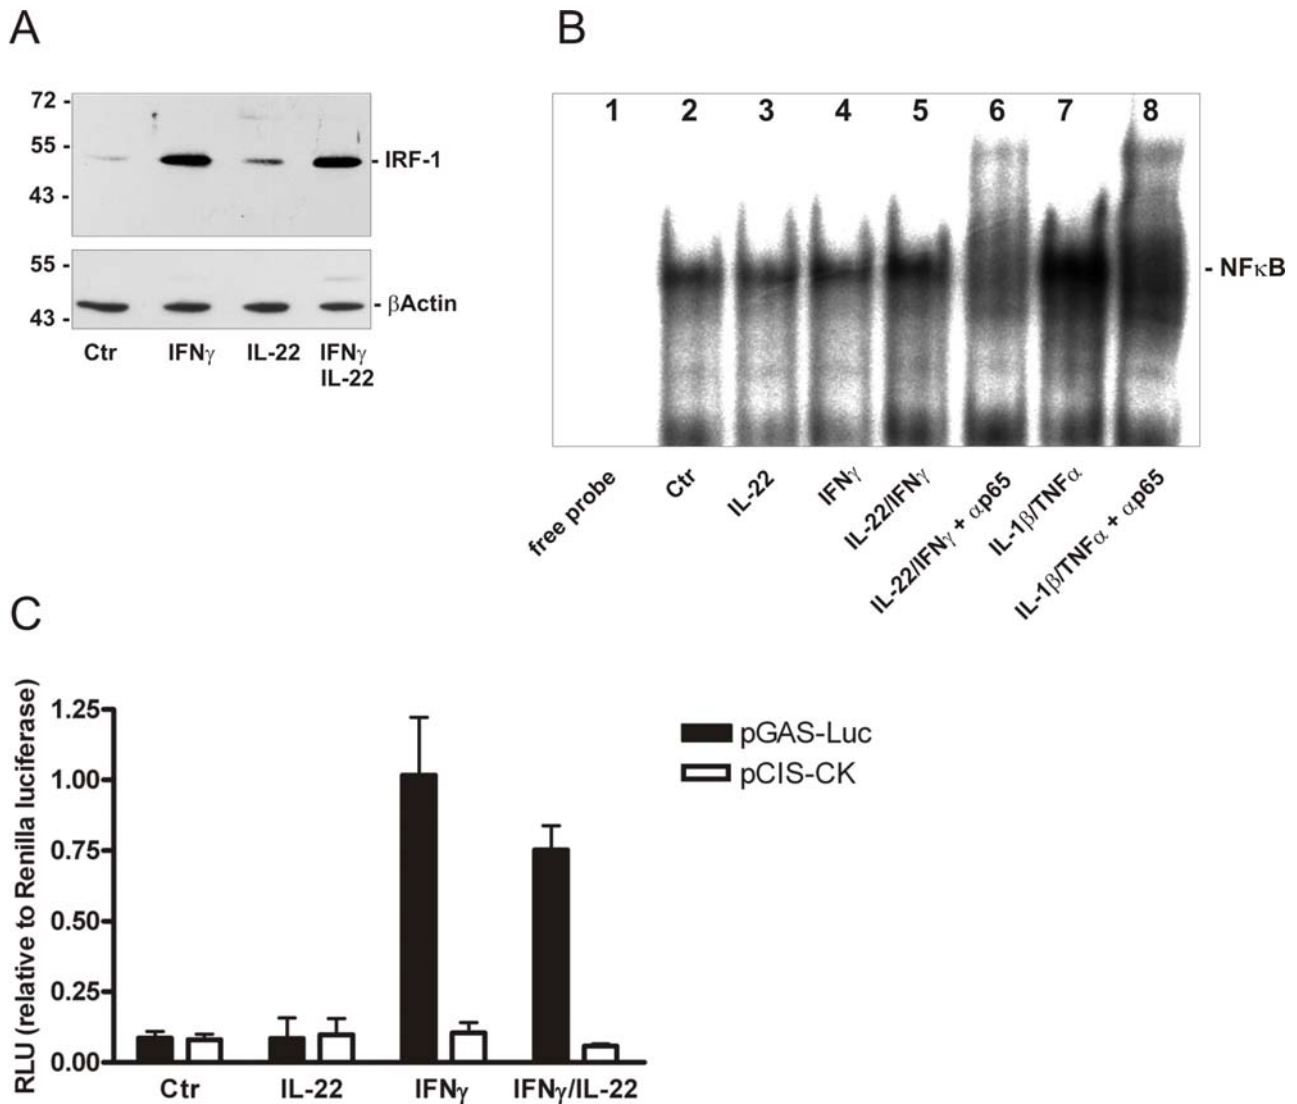 A
72 -
55 -
43 -
- IRF-1
55 -
43 -
- βActin
Ctr IFNγ IL-22 IFNγ
IL-22
B
1 2 3 4 5 6 7 8
- NFκB
free probe
Ctr
IL-22
IFNγ
IL-22/IFNγ
IL-22/IFNγ + αp65
IL-1β/TNFα
IL-1β/TNFα + αp65
C
RLU (relative to Renilla luciferase)
1.25
1.00
0.75
0.50
0.25
0.00
Ctr IL-22 IFNγ IFNγ/IL-22
pGAS-Luc
pCIS-CK